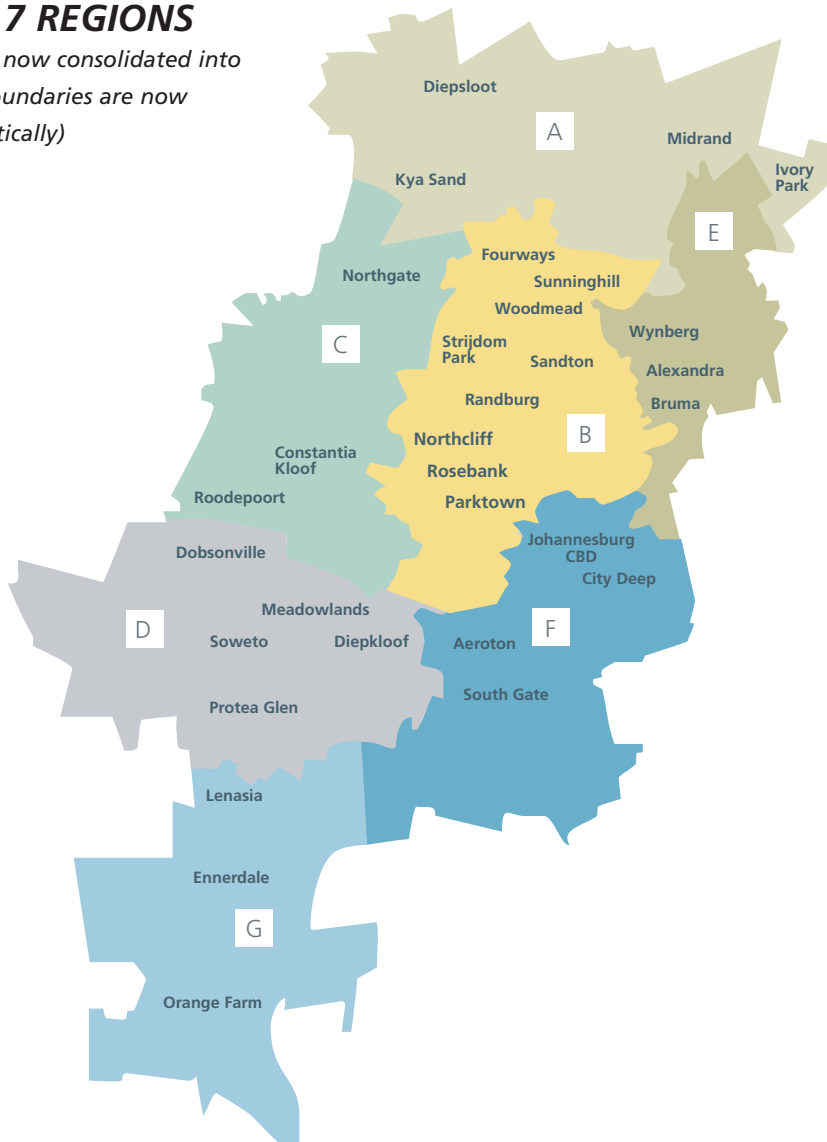 7 REGIONS
now consolidated into
oundaries are now
tically)
Diepsloot
A
Midrand
Ivory
Park
Kya Sand
E
Fourways
Northgate
Sunninghill
Woodmead
Wynberg
C
Strijdom
Park
Sandton
Alexandra
Randburg
Bruma
B
Northcliff
Constantia
Kloof
Rosebank
Roodepoort
Parktown
Johannesburg
CBD
Dobsonville
City Deep
Meadowlands
D
F
Soweto
Diepkloof
Aeroton
South Gate
Protea Glen
Lenasia
Ennerdale
G
Orange Farm